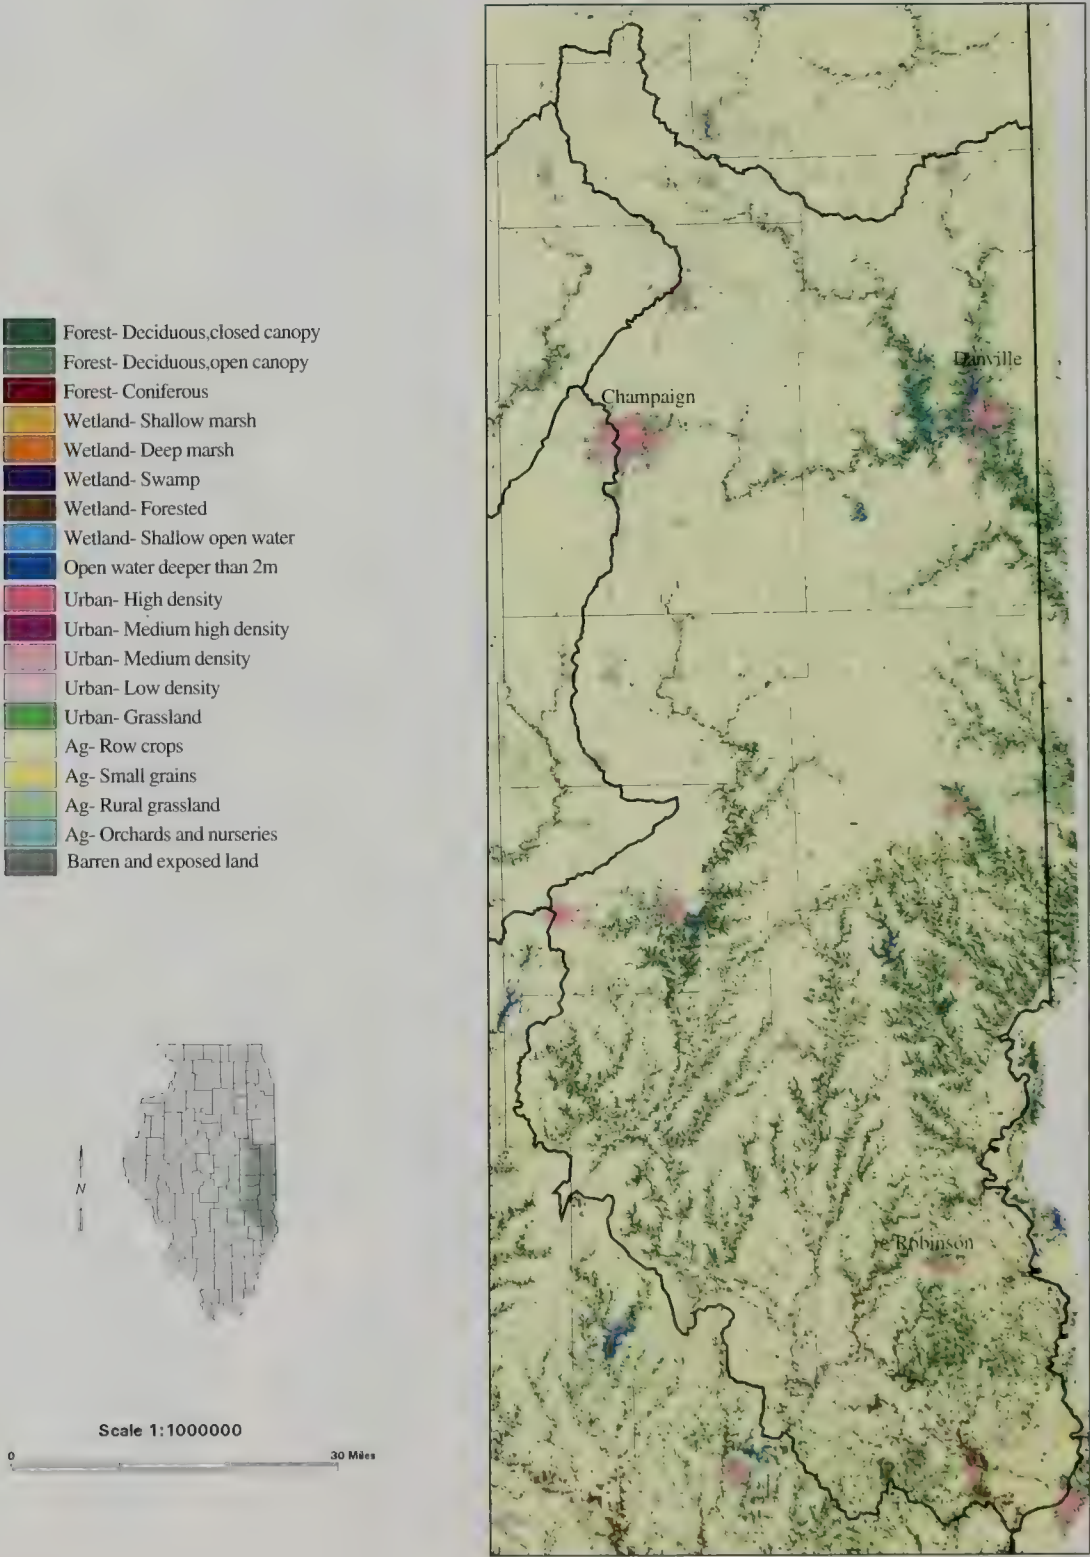 Forest- Deciduous,closed canopy
Forest- Deciduous,open canopy
Forest- Coniferous
Wetland- Shallow marsh
Wetland- Deep marsh
Wetland- Swamp
Wetland- Forested
Wetland- Shallow open water
Open water deeper than 2m
Urban- High density
Urban- Medium high density
Urban- Medium density
Urban- Low density
Urban- Grassland
Ag- Row crops
Ag- Small grains
Ag- Rural grassland
Ag- Orchards and nurseries
Barren and exposed land
N
Scale 1:1000000
0 30 Miles
Danville
Champaign
Robinson